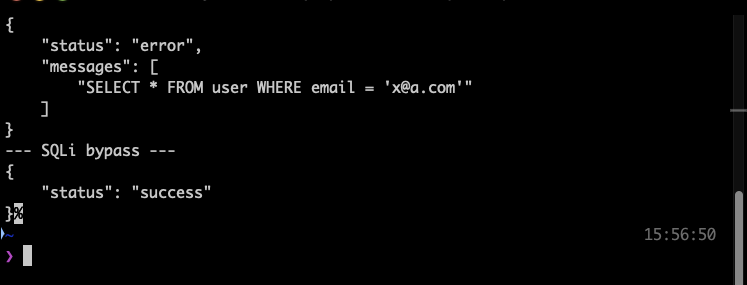 {
    "status": "error",
    "messages": [
        "SELECT * FROM user WHERE email = 'x@a.com'"
    ]
}
--- SQLi bypass ---
{
    "status": "success"
}%
~ 15:56:50
❯